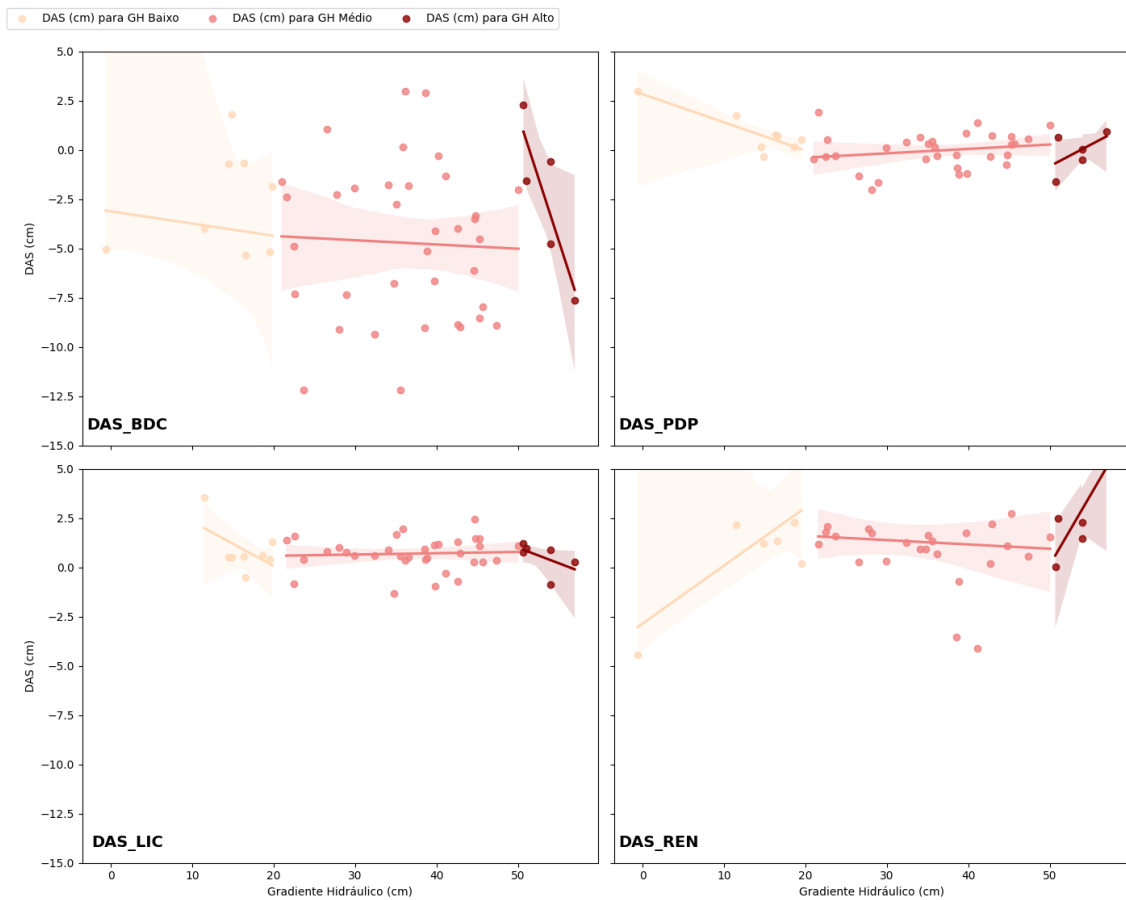 DAS (cm) para GH Baixo DAS (cm) para GH Médio DAS (cm) para GH Alto
5.0
2.5
0.0
−2.5
−5.0
−7.5
−10.0
−12.5
−15.0
DAS (cm)
DAS_BDC
DAS_PDP
5.0
2.5
0.0
−2.5
−5.0
−7.5
−10.0
−12.5
−15.0
DAS (cm)
DAS_LIC
DAS_REN
0 10 20 30 40 50
0 10 20 30 40 50
Gradiente Hidráulico (cm)
Gradiente Hidráulico (cm)